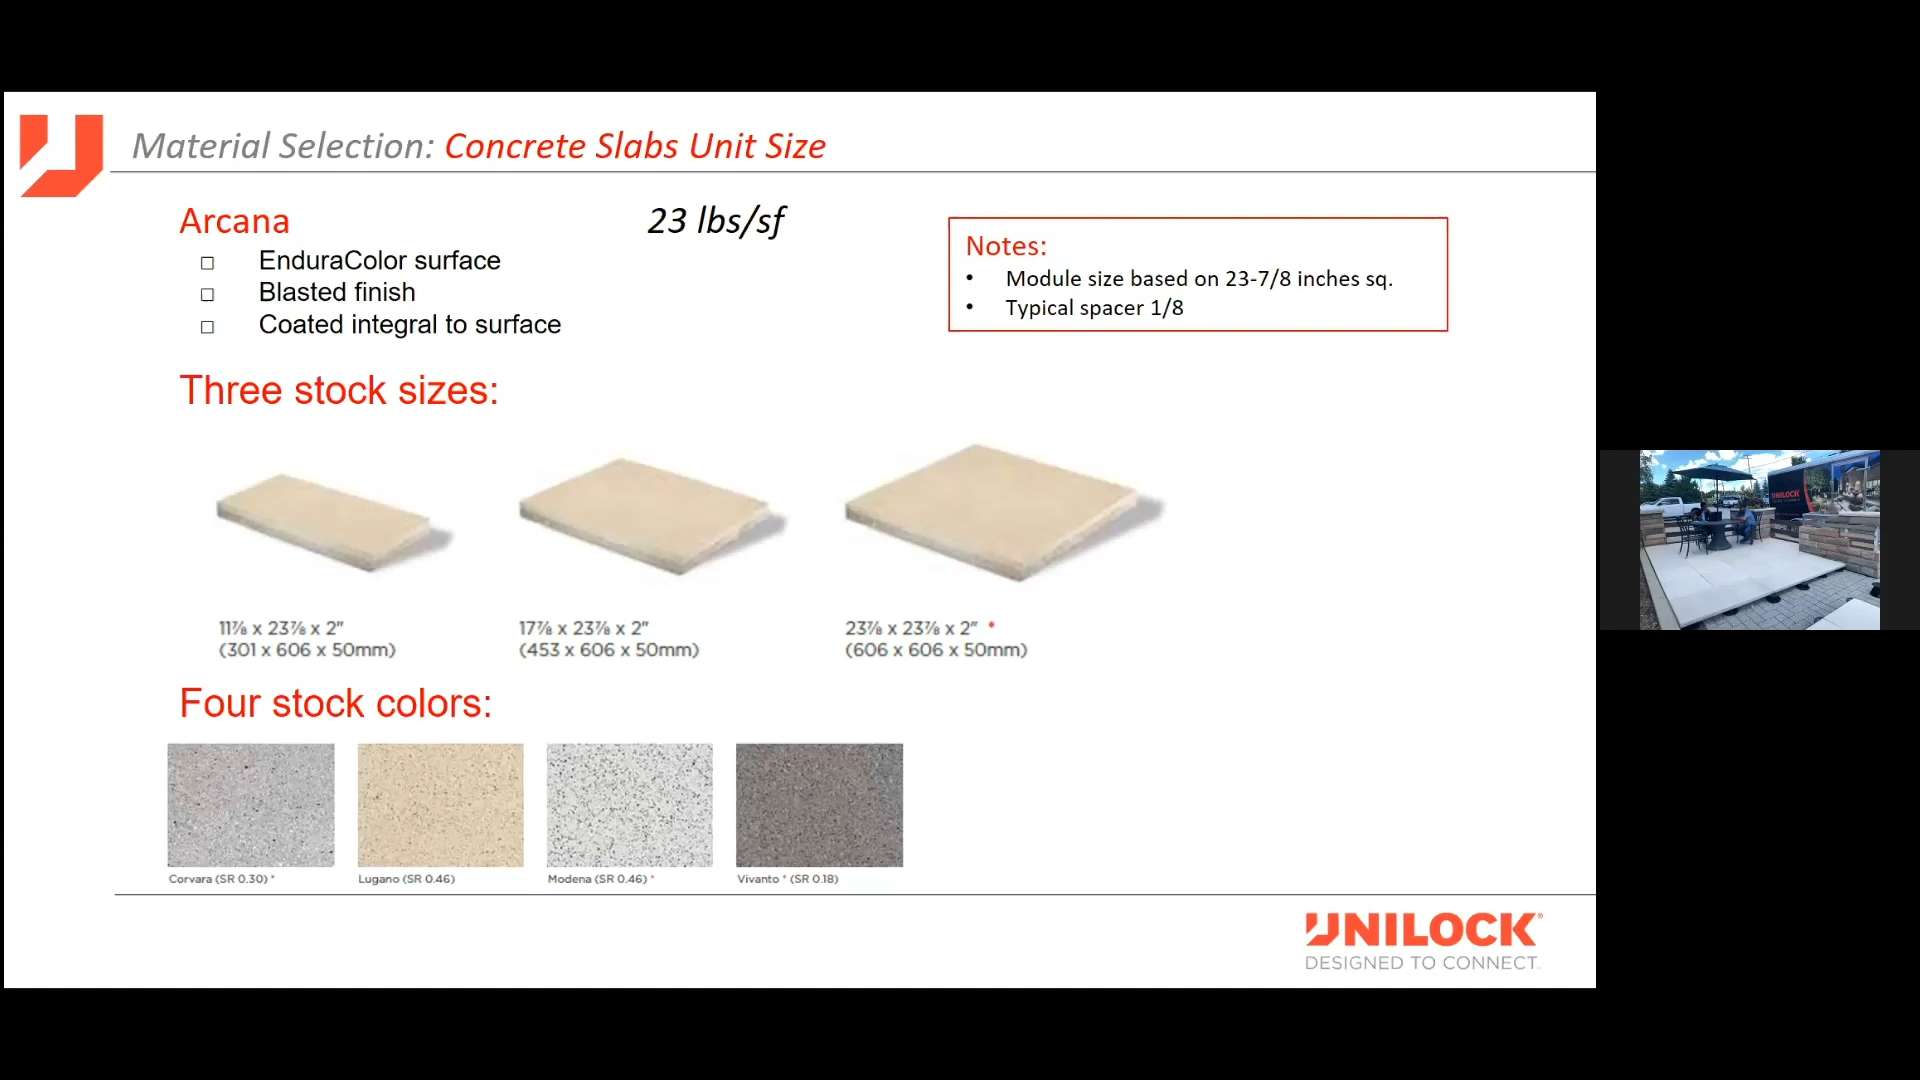 Material Selection: Concrete Slabs Unit Size
Arcana
23 lbs/sf
EnduraColor surface
Blasted finish
Coated integral to surface
Notes:
• Module size based on 23-7/8 inches sq.
• Typical spacer 1/8
Three stock sizes:
11⅞ x 23⅞ x 2"
(301 x 606 x 50mm)
17⅞ x 23⅞ x 2"
(453 x 606 x 50mm)
23⅞ x 23⅞ x 2" *
(606 x 606 x 50mm)
Four stock colors:
Corvara (SR 0.30) *
Lugano (SR 0.46)
Modena (SR 0.46) *
Vivanto * (SR 0.18)
UNILOCK®
DESIGNED TO CONNECT.
UNILOCK